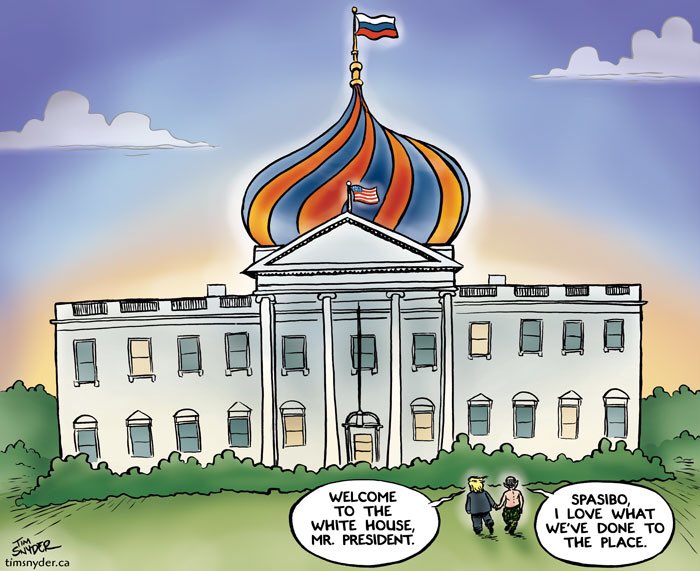 WELCOME
TO THE
WHITE HOUSE,
MR. PRESIDENT.
SPASIBO,
I LOVE WHAT
WE'VE DONE TO
THE PLACE.
TIM
SNYDER
timsnyder.ca